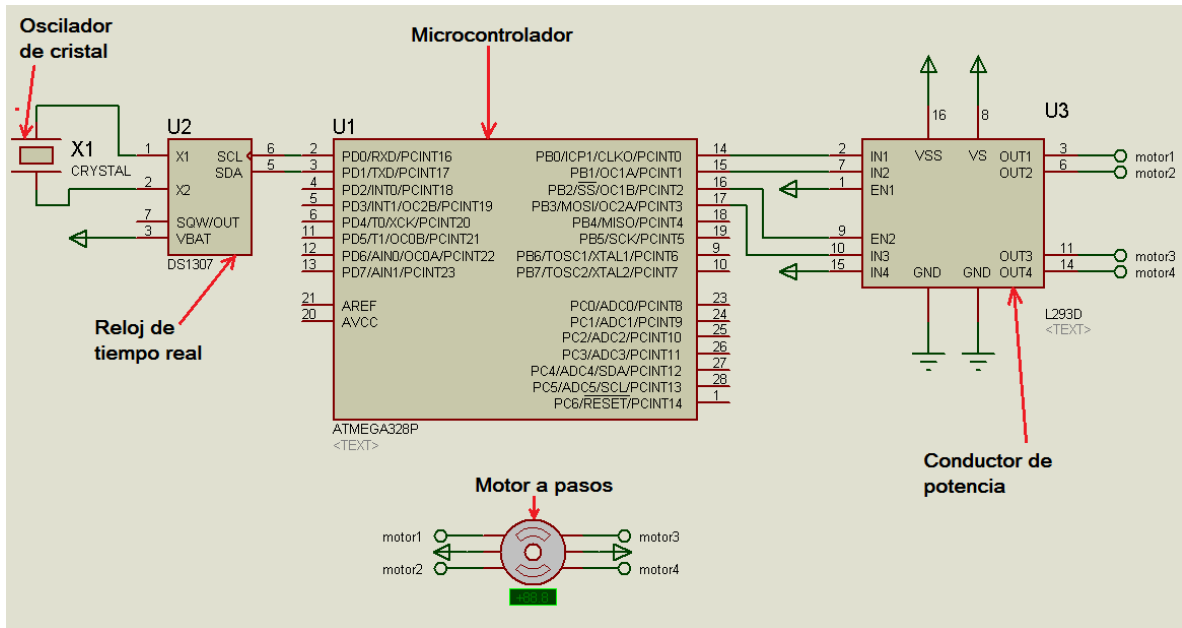 Oscilador
de cristal
Microcontrolador
X1
CRYSTAL
U2
1
X1
SCL
6
SDA
5
2
X2
7
SQW/OUT
3
VBAT
DS1307
Reloj de
tiempo real
U1
2
PD0/RXD/PCINT16
3
PD1/TXD/PCINT17
4
PD2/INT0/PCINT18
5
PD3/INT1/OC2B/PCINT19
6
PD4/T0/XCK/PCINT20
11
PD5/T1/OC0B/PCINT21
12
PD6/AIN0/OC0A/PCINT22
13
PD7/AIN1/PCINT23
21
AREF
20
AVCC
PB0/ICP1/CLKO/PCINT0
14
PB1/OC1A/PCINT1
15
PB2/SS/OC1B/PCINT2
16
PB3/MOSI/OC2A/PCINT3
17
PB4/MISO/PCINT4
18
PB5/SCK/PCINT5
19
PB6/TOSC1/XTAL1/PCINT6
9
PB7/TOSC2/XTAL2/PCINT7
10
PC0/ADC0/PCINT8
23
PC1/ADC1/PCINT9
24
PC2/ADC2/PCINT10
25
PC3/ADC3/PCINT11
26
PC4/ADC4/SDA/PCINT12
27
PC5/ADC5/SCL/PCINT13
28
PC6/RESET/PCINT14
1
ATMEGA328P
<TEXT>
U3
16
8
VSS
VS
2
IN1
7
IN2
1
EN1
9
EN2
10
IN3
15
IN4
OUT1
3
motor1
OUT2
6
motor2
OUT3
11
motor3
OUT4
14
motor4
GND
GND
L293D
<TEXT>
Conductor de
potencia
Motor a pasos
motor1
motor3
motor2
motor4
+88.8